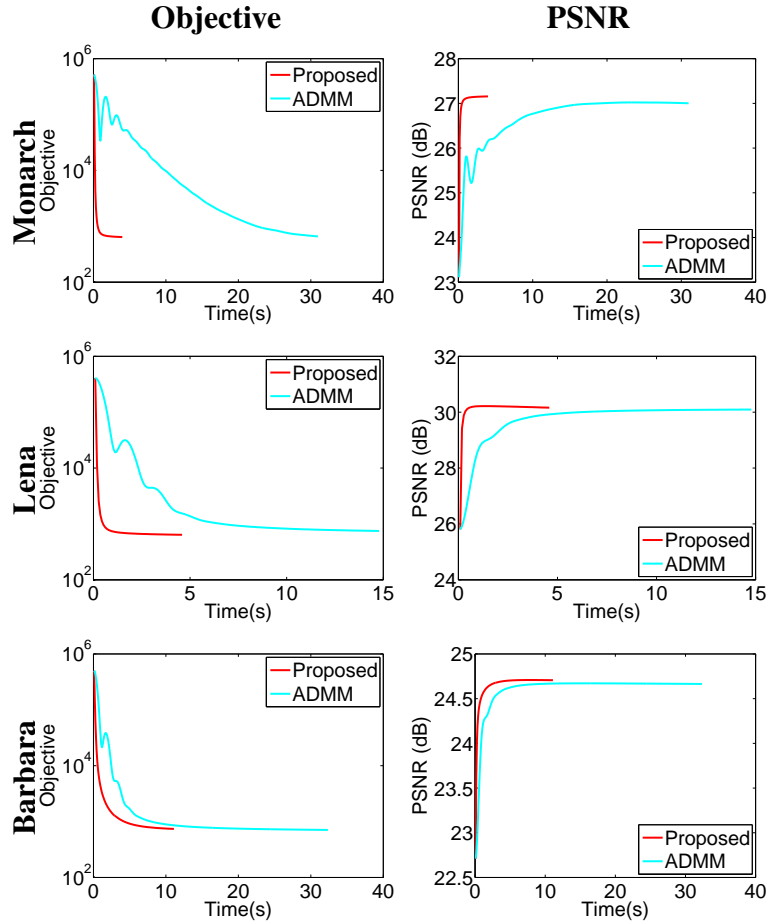 Objective PSNR
Monarch
Objective
10^6
10^4
10^2
0 10 20 30 40
Time(s)
Proposed
ADMM
PSNR (dB)
28
27
26
25
24
23
0 10 20 30 40
Time(s)
Proposed
ADMM
Lena
Objective
10^6
10^4
10^2
0 5 10 15
Time(s)
Proposed
ADMM
PSNR (dB)
32
30
28
26
24
0 5 10 15
Time(s)
Proposed
ADMM
Barbara
Objective
10^6
10^4
10^2
0 10 20 30 40
Time(s)
Proposed
ADMM
PSNR (dB)
25
24.5
24
23.5
23
22.5
0 10 20 30 40
Time(s)
Proposed
ADMM